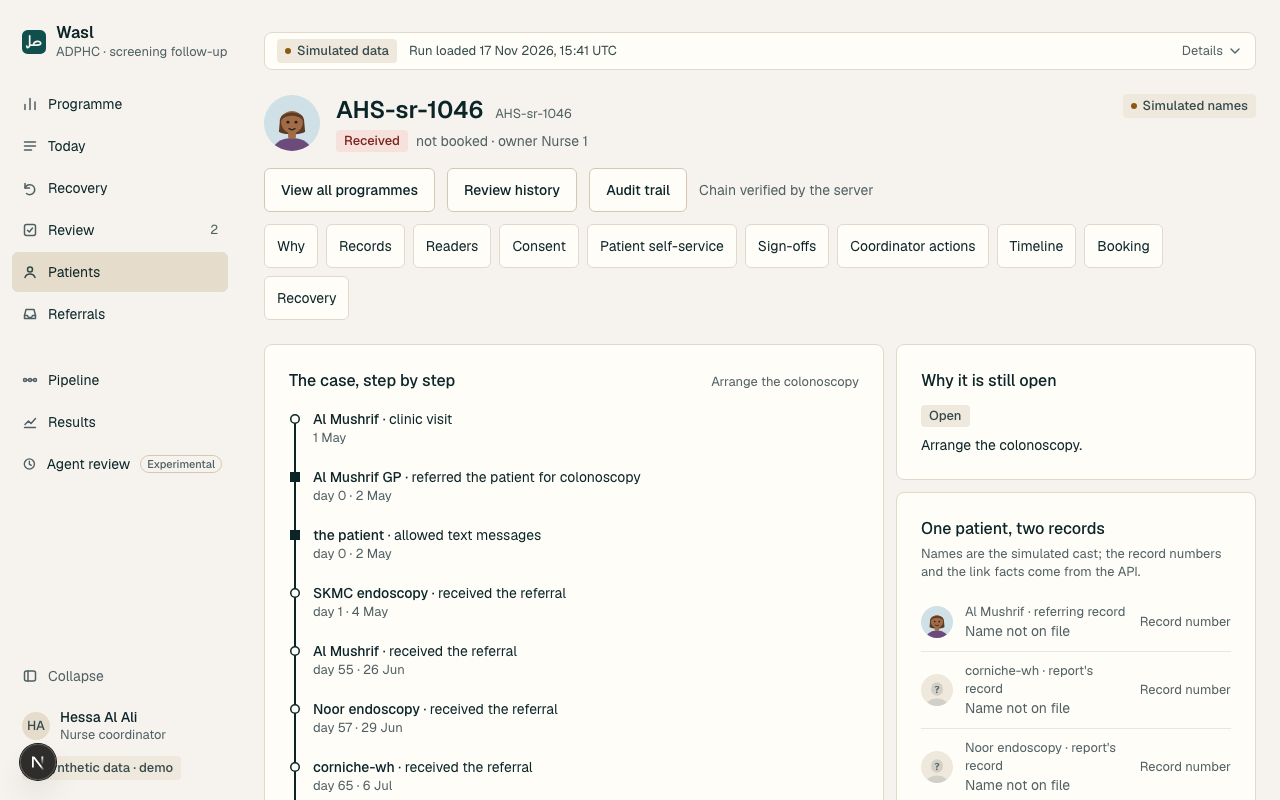 صل
Wasl
ADPHC · screening follow-up
Programme
Today
Recovery
Review 2
Patients
Referrals
Pipeline
Results
Agent review Experimental
Collapse
HA
Hessa Al Ali
Nurse coordinator
N
nthetic data · demo
Simulated data Run loaded 17 Nov 2026, 15:41 UTC Details
AHS-sr-1046 AHS-sr-1046
Simulated names
Received not booked · owner Nurse 1
View all programmes Review history Audit trail Chain verified by the server
Why Records Readers Consent Patient self-service Sign-offs Coordinator actions Timeline Booking
Recovery
The case, step by step Arrange the colonoscopy
Al Mushrif · clinic visit
1 May
Al Mushrif GP · referred the patient for colonoscopy
day 0 · 2 May
the patient · allowed text messages
day 0 · 2 May
SKMC endoscopy · received the referral
day 1 · 4 May
Al Mushrif · received the referral
day 55 · 26 Jun
Noor endoscopy · received the referral
day 57 · 29 Jun
corniche-wh · received the referral
day 65 · 6 Jul
Why it is still open
Open
Arrange the colonoscopy.
One patient, two records
Names are the simulated cast; the record numbers
and the link facts come from the API.
Al Mushrif · referring record
Name not on file
Record number
?
corniche-wh · report's
record
Name not on file
Record number
?
Noor endoscopy · report's
record
Name not on file
Record number